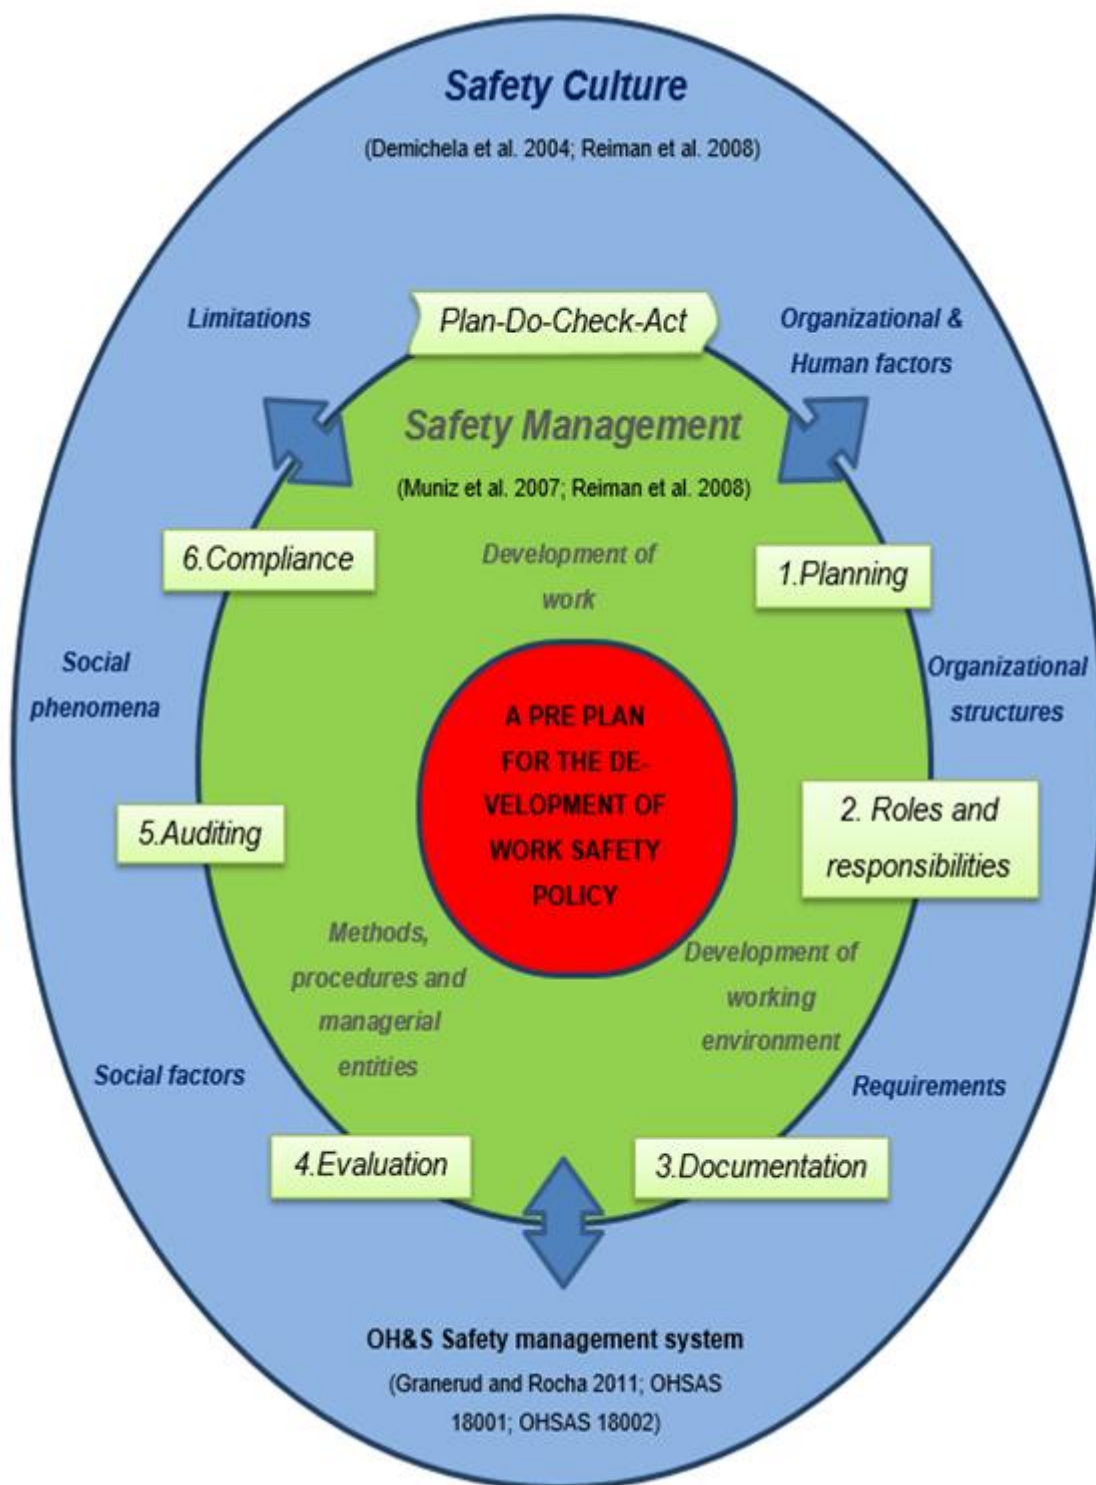 Safety Culture
(Demichela et al. 2004; Reiman et al. 2008)
Limitations
Plan-Do-Check-Act
Organizational &
Human factors
Safety Management
(Muniz et al. 2007; Reiman et al. 2008)
6.Compliance
Development of
work
1.Planning
Social
phenomena
A PRE PLAN
FOR THE DE-
VELOPMENT OF
WORK SAFETY
POLICY
Organizational
structures
5.Auditing
2. Roles and
responsibilities
Methods,
procedures and
managerial
entities
Development of
working
environment
Social factors
Requirements
4.Evaluation
3.Documentation
OH&S Safety management system
(Granerud and Rocha 2011; OHSAS
18001; OHSAS 18002)